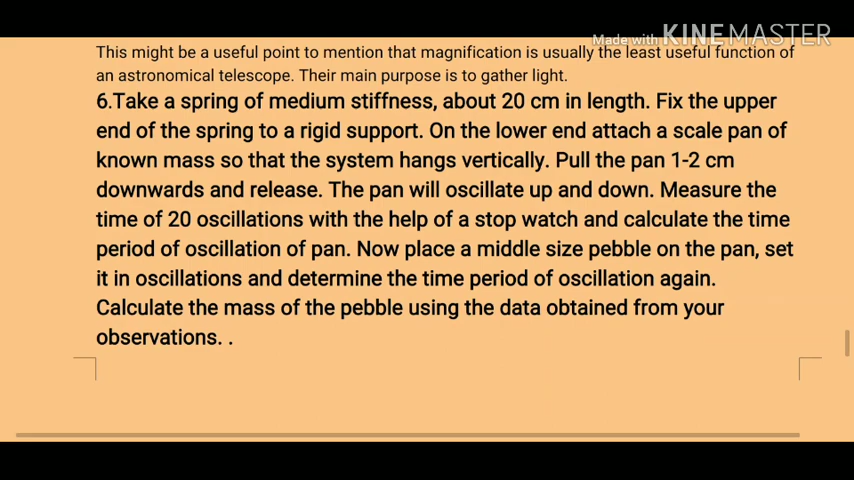 Made with KINEMASTER
This might be a useful point to mention that magnification is usually the least useful function of
an astronomical telescope. Their main purpose is to gather light.
6.Take a spring of medium stiffness, about 20 cm in length. Fix the upper
end of the spring to a rigid support. On the lower end attach a scale pan of
known mass so that the system hangs vertically. Pull the pan 1-2 cm
downwards and release. The pan will oscillate up and down. Measure the
time of 20 oscillations with the help of a stop watch and calculate the time
period of oscillation of pan. Now place a middle size pebble on the pan, set
it in oscillations and determine the time period of oscillation again.
Calculate the mass of the pebble using the data obtained from your
observations. .